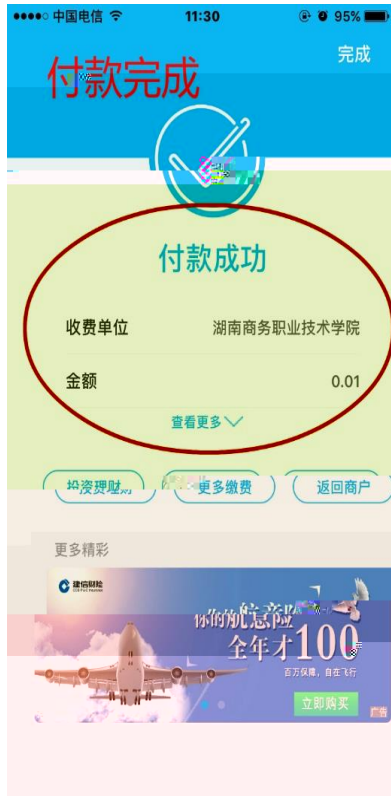 中国电信 11:30 95%
付款完成 完成
付款成功
收费单位 湖南商务职业技术学院
金额 0.01
查看更多
投资理财 更多缴费 返回商户
更多精彩
建信财险
你的航意险
全年才100
百万保障，自在飞行
立即购买
广告